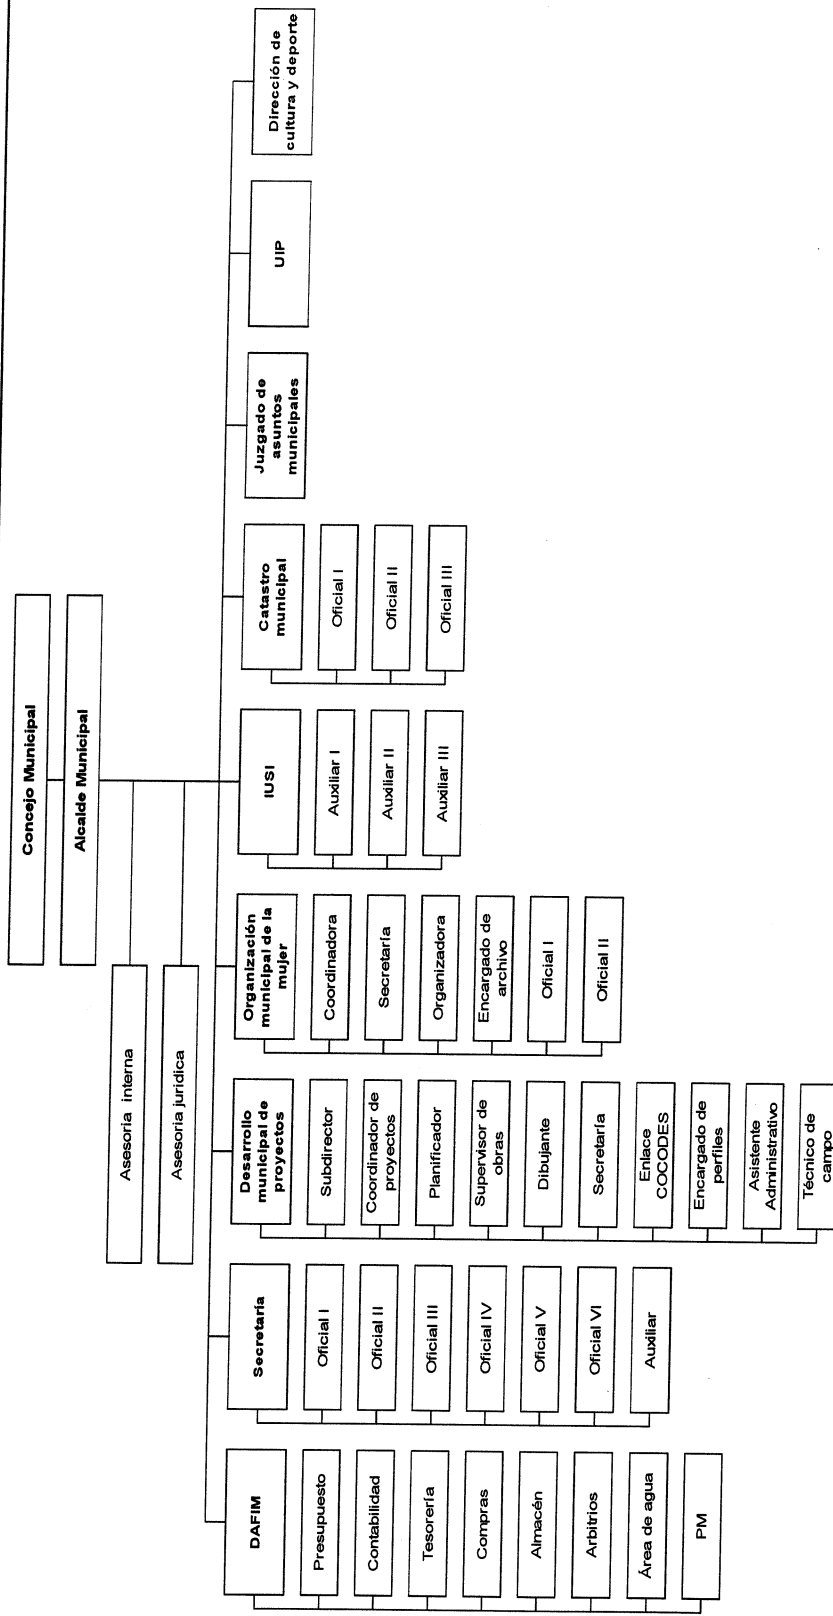 Concejo Municipal
Alcalde Municipal
Asesoria interna
Asesoria juridica
DAFIM
Presupuesto
Contabilidad
Tesorería
Compras
Almacén
Arbitrios
Área de agua
PM
Secretaría
Oficial I
Oficial II
Oficial III
Oficial IV
Oficial V
Oficial VI
Auxiliar
Desarrollo
municipal de
proyectos
Subdirector
Coordinador de
proyectos
Planificador
Supervisor de
obras
Dibujante
Secretaría
Enlace
COCODES
Encargado de
perfiles
Asistente
Administrativo
Técnico de
campo
Organización
municipal de la
mujer
Coordinadora
Secretaría
Organizadora
Encargado de
archivo
Oficial I
Oficial II
IUSI
Auxiliar I
Auxiliar II
Auxiliar III
Catastro
municipal
Oficial I
Oficial II
Oficial III
Juzgado de
asuntos
municipales
UIP
Dirección de
cultura y deporte